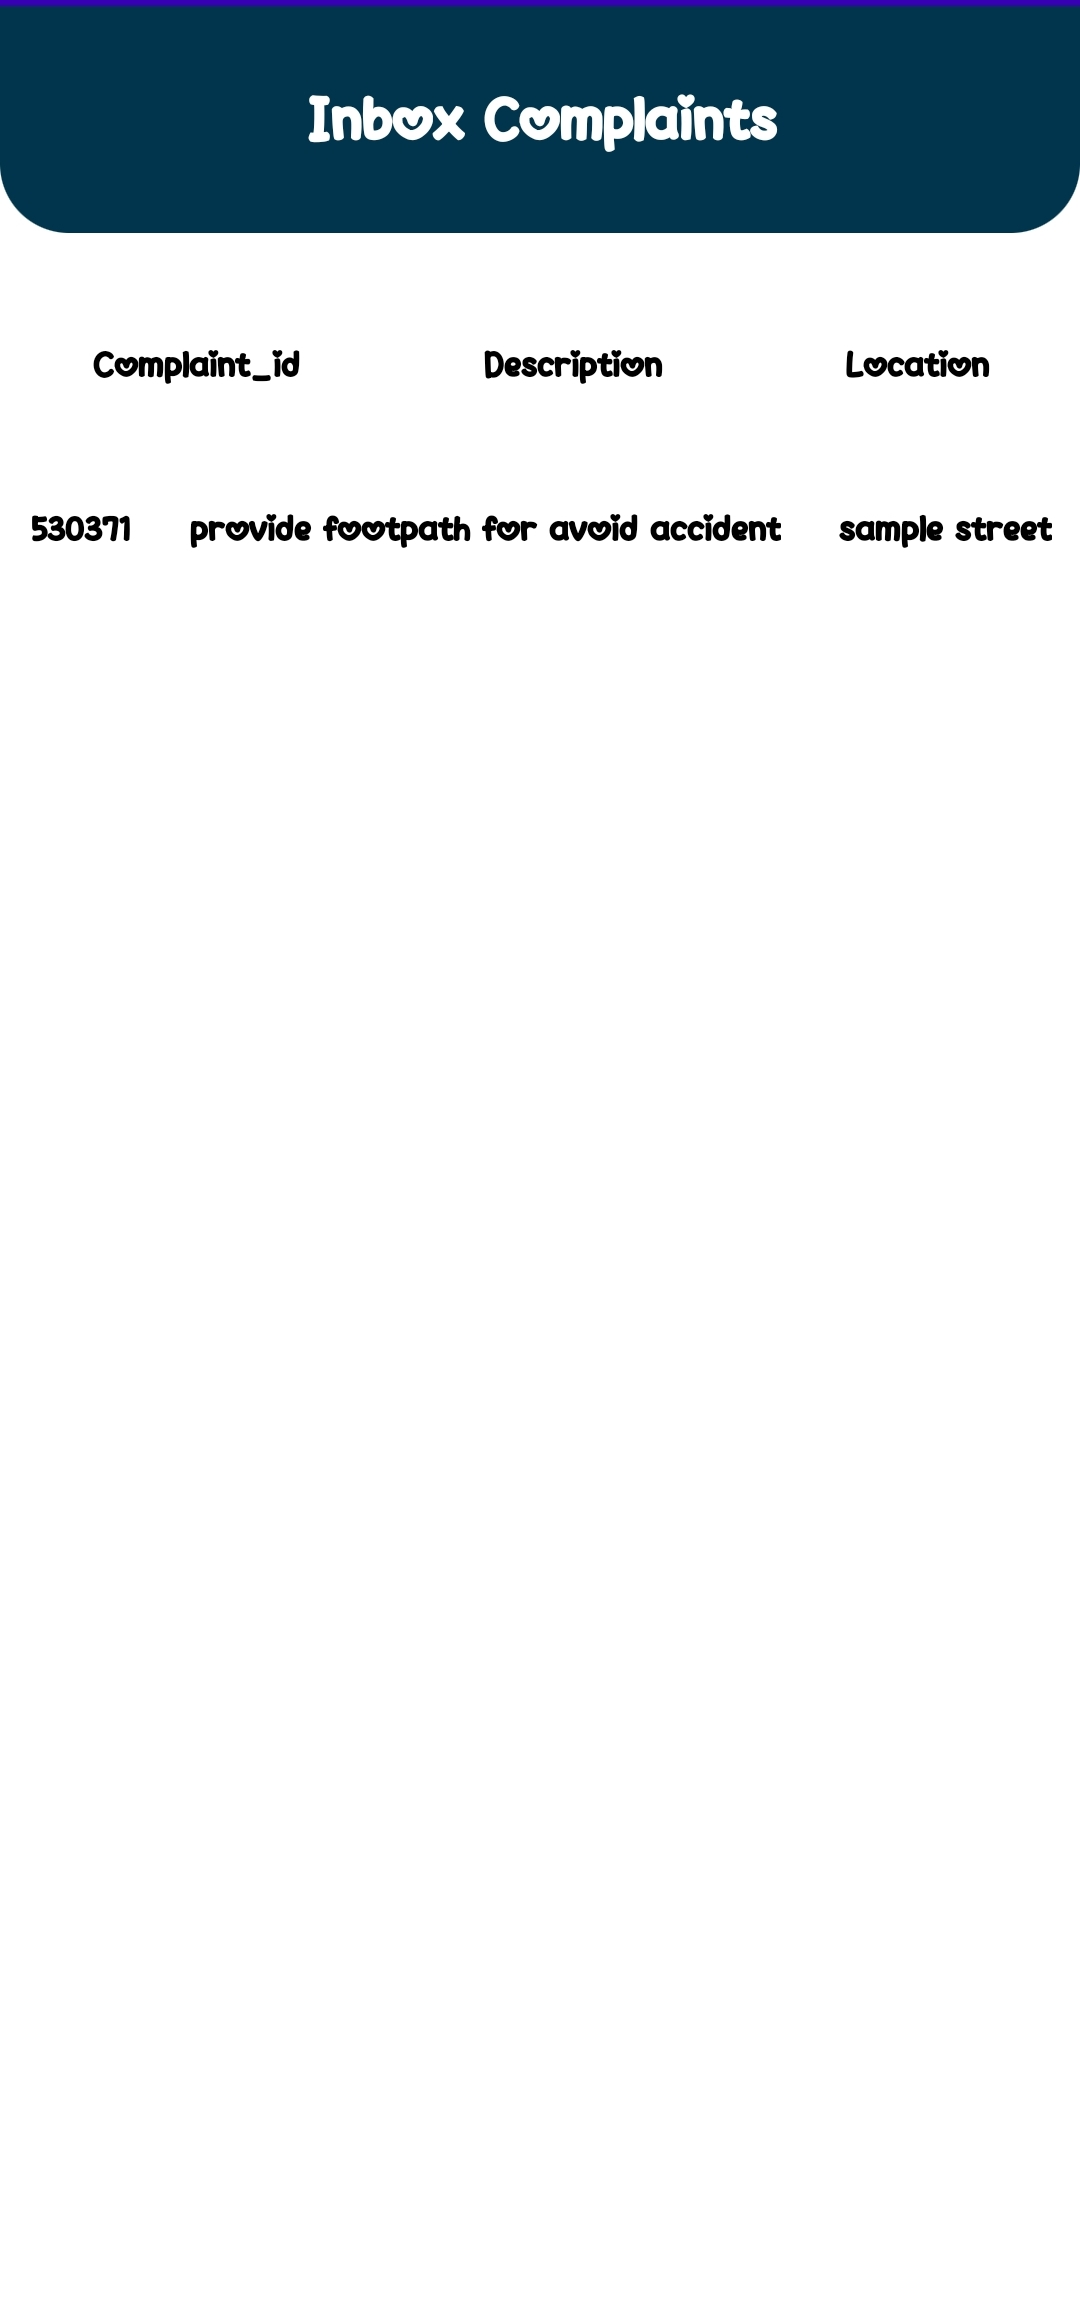 Inbox Complaints
Complaint_id Description Location
530371 provide footpath for avoid accident sample street